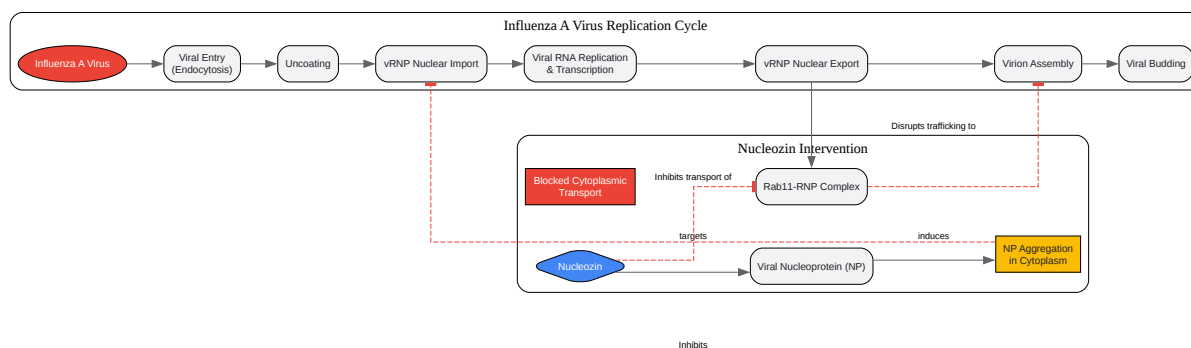 Influenza A Virus Replication Cycle
Influenza A Virus
Viral Entry
(Endocytosis)
Uncoating
vRNP Nuclear Import
Viral RNA Replication
& Transcription
vRNP Nuclear Export
Virion Assembly
Viral Budding
Disrupts trafficking to
Nucleozin Intervention
Blocked Cytoplasmic
Transport
Inhibits transport of
Rab11-RNP Complex
targets
induces
Nucleozin
Viral Nucleoprotein (NP)
NP Aggregation
in Cytoplasm
Inhibits